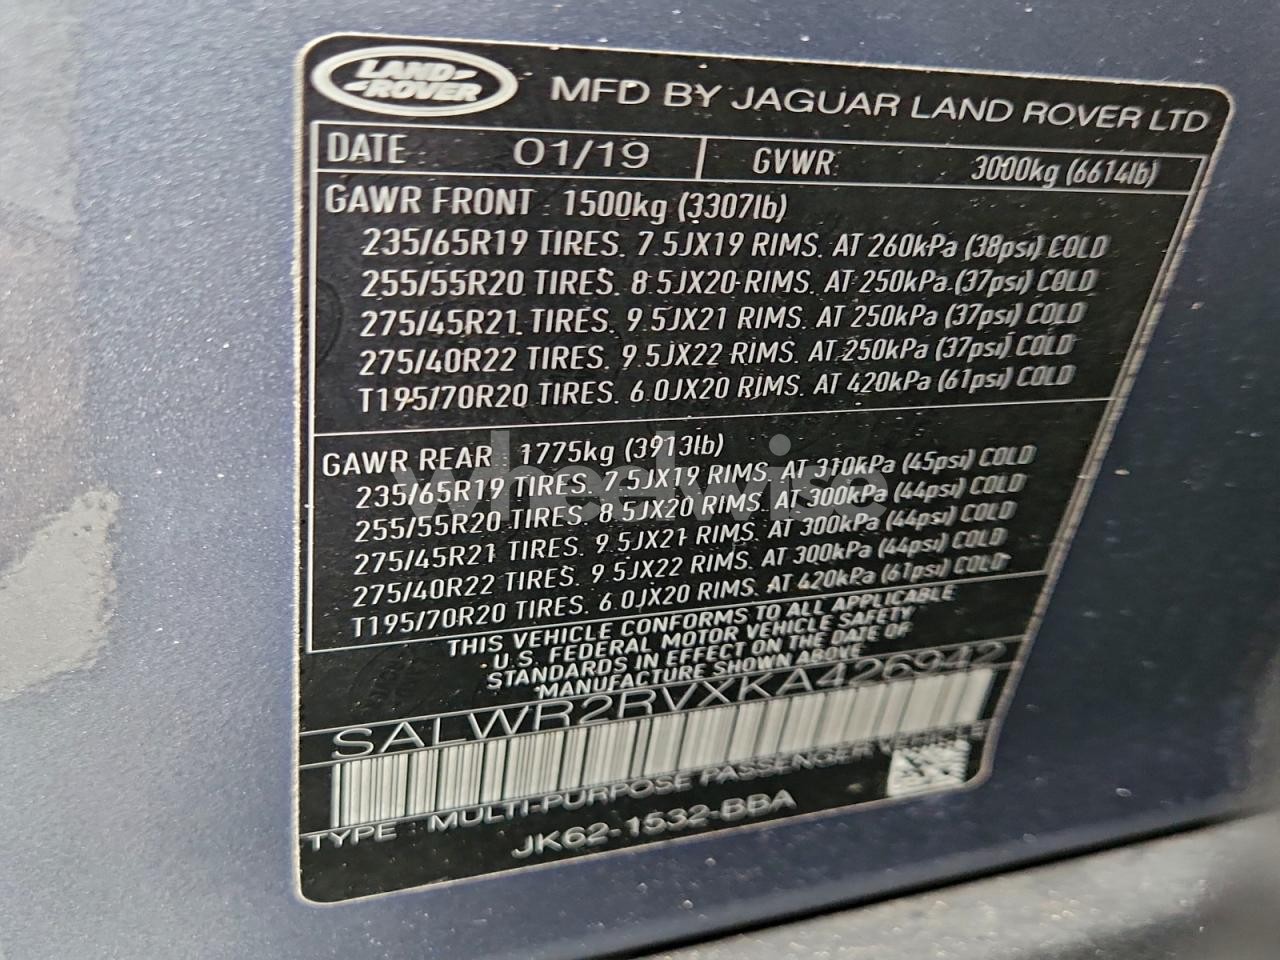 LAND-
-ROVER
MFD BY JAGUAR LAND ROVER LTD
DATE : 01/19 GVWR: 3000kg (6614lb)
GAWR FRONT : 1500kg (3307lb)
235/65R19 TIRES. 7.5JX19 RIMS. AT 260kPa (38psi) COLD
255/55R20 TIRES. 8.5JX20 RIMS. AT 250kPa (37psi) COLD
275/45R21 TIRES. 9.5JX21 RIMS. AT 250kPa (37psi) COLD
275/40R22 TIRES. 9.5JX22 RIMS. AT 250kPa (37psi) COLD
T195/70R20 TIRES. 6.0JX20 RIMS. AT 420kPa (61psi) COLD
GAWR REAR : 1775kg (3913lb)
235/65R19 TIRES. 7.5JX19 RIMS. AT 310kPa (45psi) COLD
255/55R20 TIRES. 8.5JX20 RIMS. AT 300kPa (44psi) COLD
275/45R21 TIRES. 9.5JX21 RIMS. AT 300kPa (44psi) COLD
275/40R22 TIRES. 9.5JX22 RIMS. AT 300kPa (44psi) COLD
T195/70R20 TIRES. 6.0JX20 RIMS. AT 420kPa (61psi) COLD
THIS VEHICLE CONFORMS TO ALL APPLICABLE
U.S. FEDERAL MOTOR VEHICLE SAFETY
STANDARDS IN EFFECT ON THE DATE OF
MANUFACTURE SHOWN ABOVE
SALWR2RVXKA426942
TYPE : MULTI-PURPOSE PASSENGER VEHICLE
JK62-1532-BBA
wheelwise